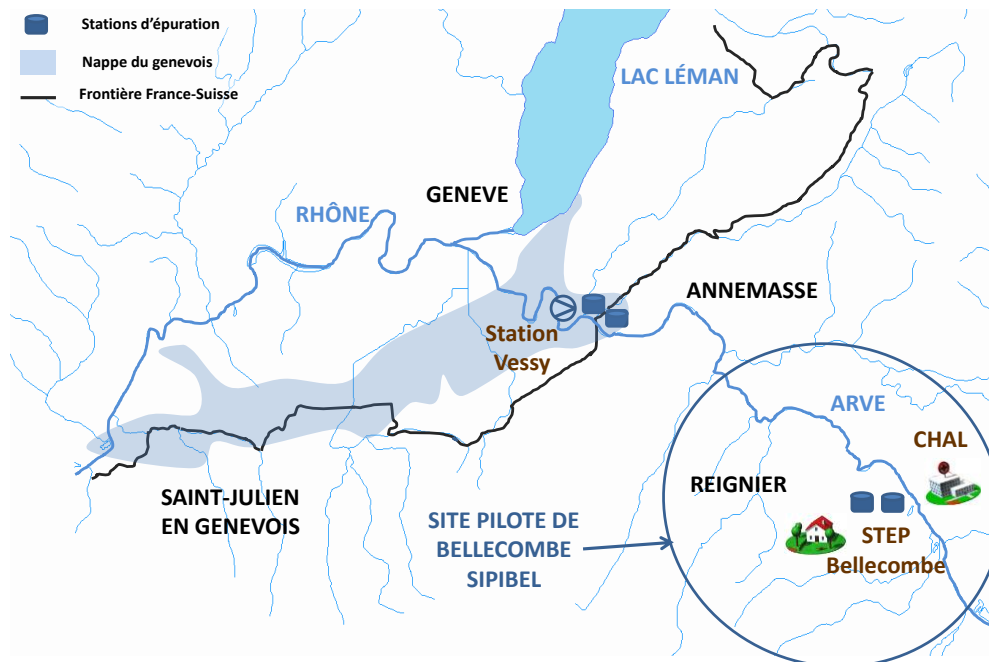 Stations d'épuration
Nappe du genevois
Frontière France-Suisse
LAC LÉMAN
GENEVE
RHÔNE
ANNEMASSE
Station
Vessy
ARVE
CHAL
REIGNIER
SAINT-JULIEN
EN GENEVOIS
SITE PILOTE DE
BELLECOMBE
SIPIBEL
STEP
Bellecombe